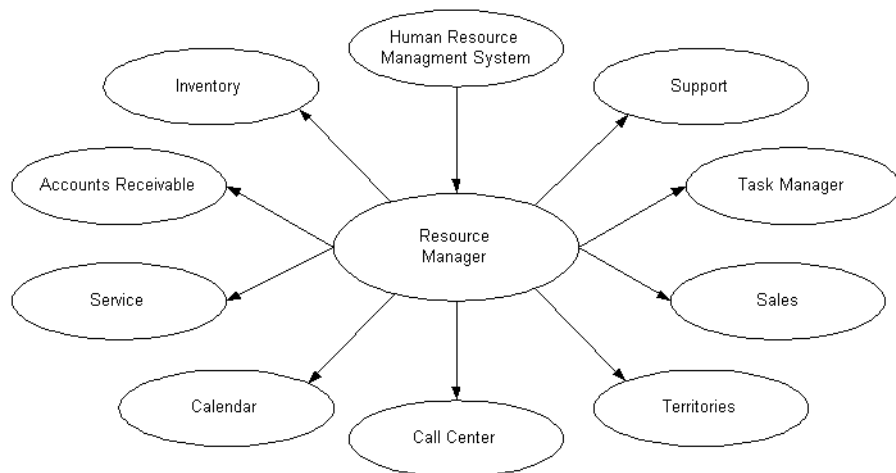 Human Resource
Managment System
Inventory
Support
Accounts Receivable
Task Manager
Resource
Manager
Service
Sales
Calendar
Territories
Call Center